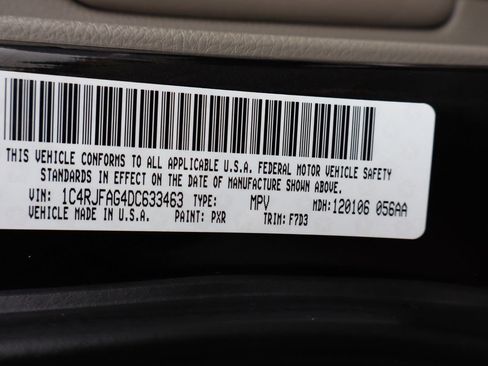 THIS VEHICLE CONFORMS TO ALL APPLICABLE U.S.A. FEDERAL MOTOR VEHICLE SAFETY
STANDARDS IN EFFECT ON THE DATE OF MANUFACTURE SHOWN ABOVE.
VIN: 1C4RJFAG4DC633463 TYPE: MPV MDH:120106 056AA
VEHICLE MADE IN U.S.A. PAINT: PXR TRIM: F7D3